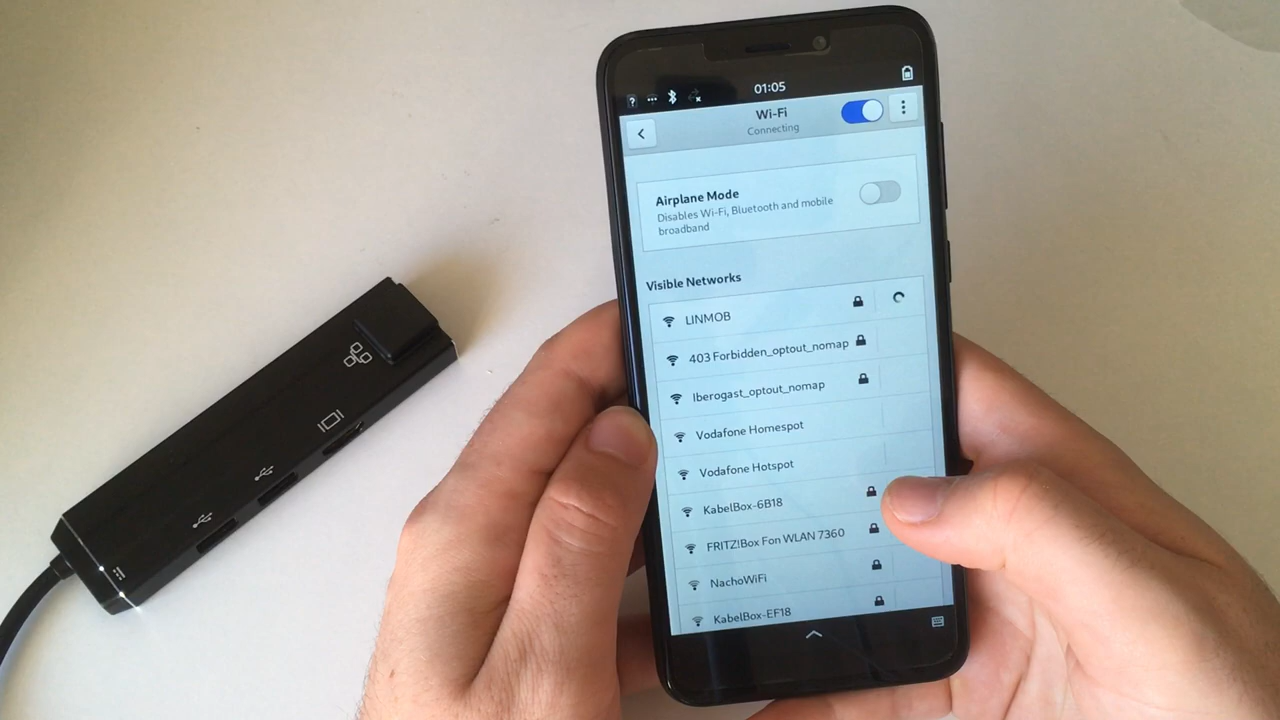 01:05
Wi-Fi
Connecting
Airplane Mode
Disables Wi-Fi, Bluetooth and mobile
broadband
Visible Networks
LINMOB
403 Forbidden_optout_nomap
Iberogast_optout_nomap
Vodafone Homespot
Vodafone Hotspot
KabelBox-6B18
FRITZ!Box Fon WLAN 7360
NachoWiFi
KabelBox-EF18